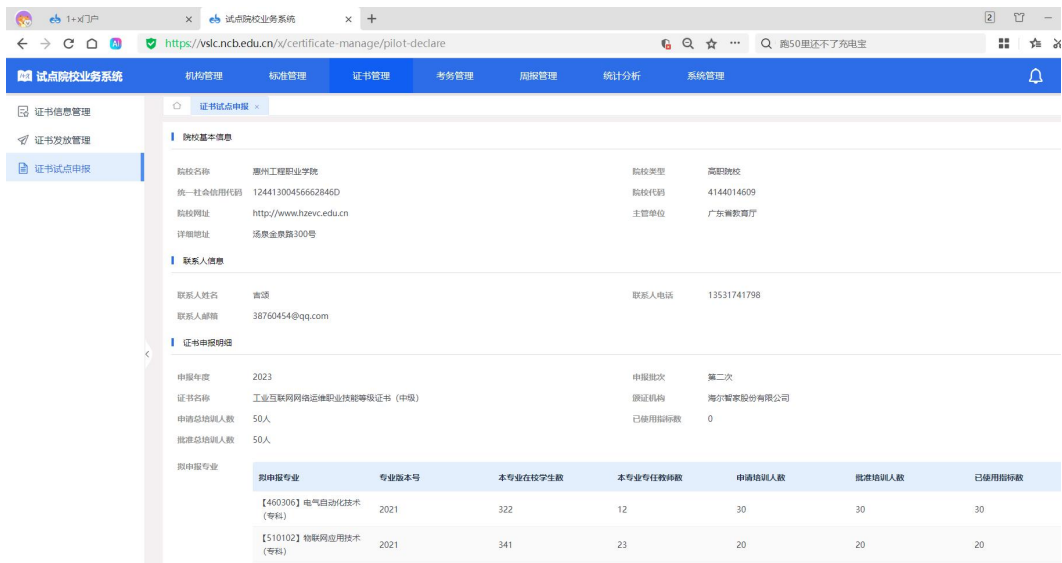 1+x门户
试点院校业务系统
2
https://vslc.ncb.edu.cn/x/certificate-manage/pilot-declare
跑50里还不了充电宝
试点院校业务系统 机构管理 标准管理 证书管理 考务管理 周报管理 统计分析 系统管理
证书信息管理
证书发放管理
证书试点申报
证书试点申报
院校基本信息
院校名称 惠州工程职业学院 院校类型 高职院校
统一社会信用代码 12441300456662846D 院校代码 4144014609
院校网址 http://www.hzevc.edu.cn 主管单位 广东省教育厅
详细地址 汤泉金泉路300号
联系人信息
联系人姓名 联系人电话 13531741798
联系人邮箱 38760454@qq.com
证书申报明细
申报年度 2023 申报批次 第二次
证书名称 工业互联网网络运维职业技能等级证书（中级） 颁证机构 海尔智家股份有限公司
申请总培训人数 50人 已使用指标数 0
批准总培训人数 50人
拟申报专业
拟申报专业 专业版本号 本专业在校学生数 本专业专任教师数 申请培训人数 批准培训人数 已使用指标数
【460306】电气自动化技术
（专科） 2021 322 12 30 30 30
【510102】物联网应用技术
（专科） 2021 341 23 20 20 20